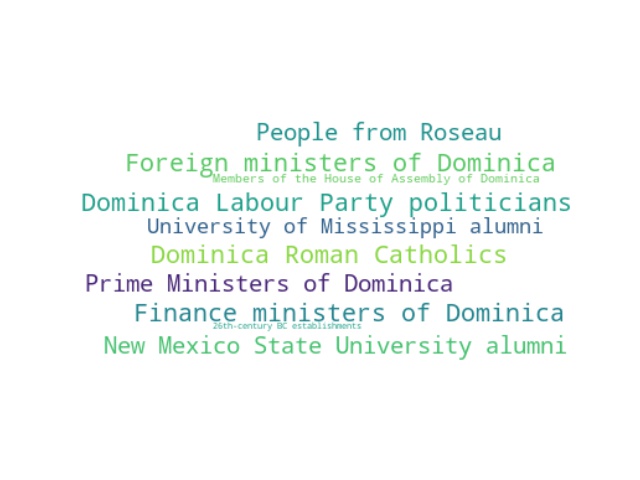 People from Roseau
Foreign ministers of Dominica
Members of the House of Assembly of Dominica
Dominica Labour Party politicians
University of Mississippi alumni
Dominica Roman Catholics
Prime Ministers of Dominica
Finance ministers of Dominica
26th-century BC establishments
New Mexico State University alumni